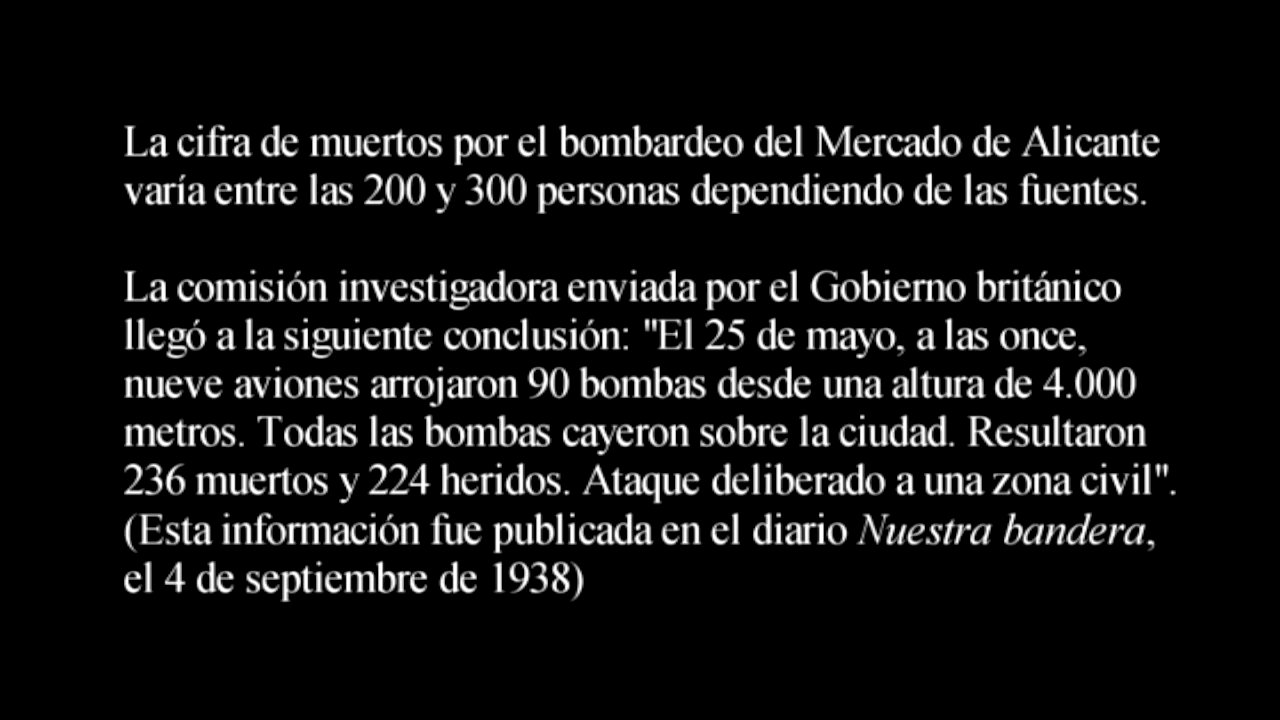 La cifra de muertos por el bombardeo del Mercado de Alicante
varía entre las 200 y 300 personas dependiendo de las fuentes.
La comisión investigadora enviada por el Gobierno británico
llegó a la siguiente conclusión: "El 25 de mayo, a las once,
nueve aviones arrojaron 90 bombas desde una altura de 4.000
metros. Todas las bombas cayeron sobre la ciudad. Resultaron
236 muertos y 224 heridos. Ataque deliberado a una zona civil".
(Esta información fue publicada en el diario Nuestra bandera,
el 4 de septiembre de 1938)